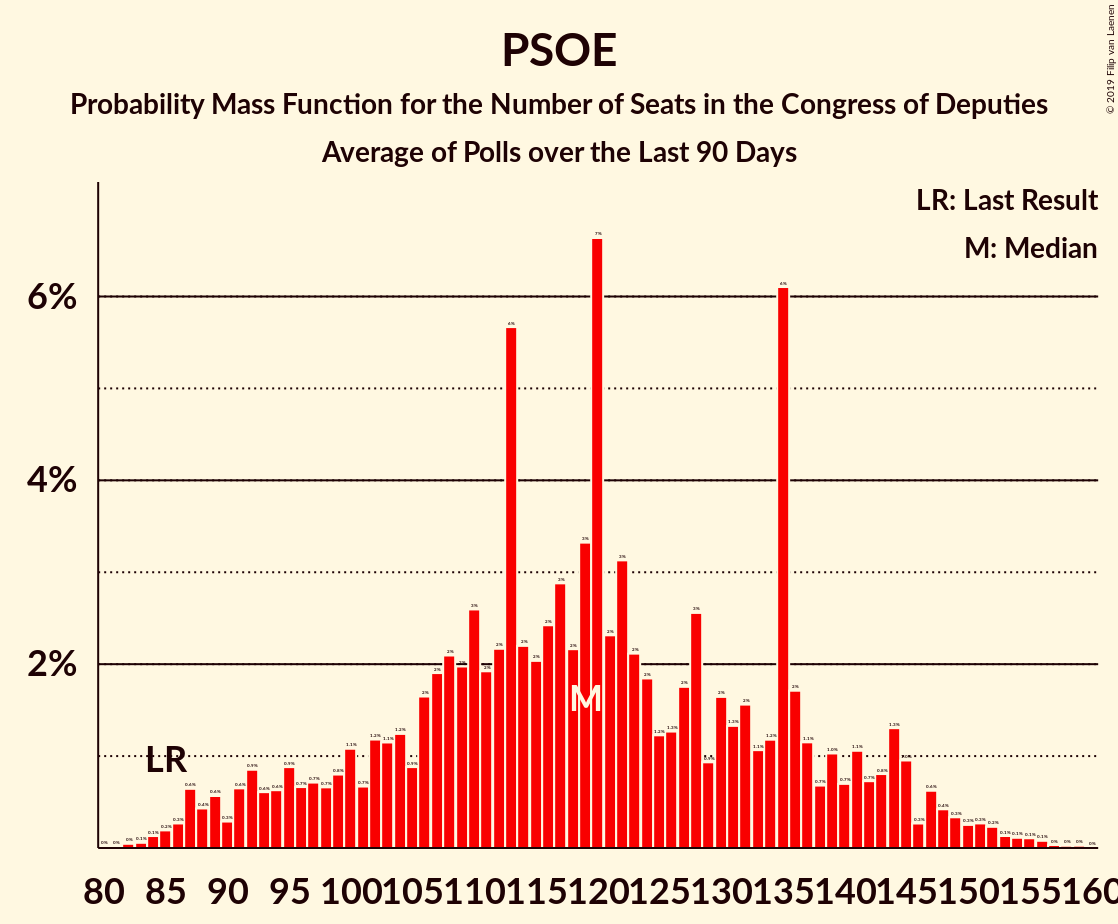 PSOE
Probability Mass Function for the Number of Seats in the Congress of Deputies
Average of Polls over the Last 90 Days
© 2019 Filip van Laenen
LR: Last Result
M: Median
6%
4%
2%
LR
M
80 85 90 95 100 105 110 115 120 125 130 135 140 145 150 155 160